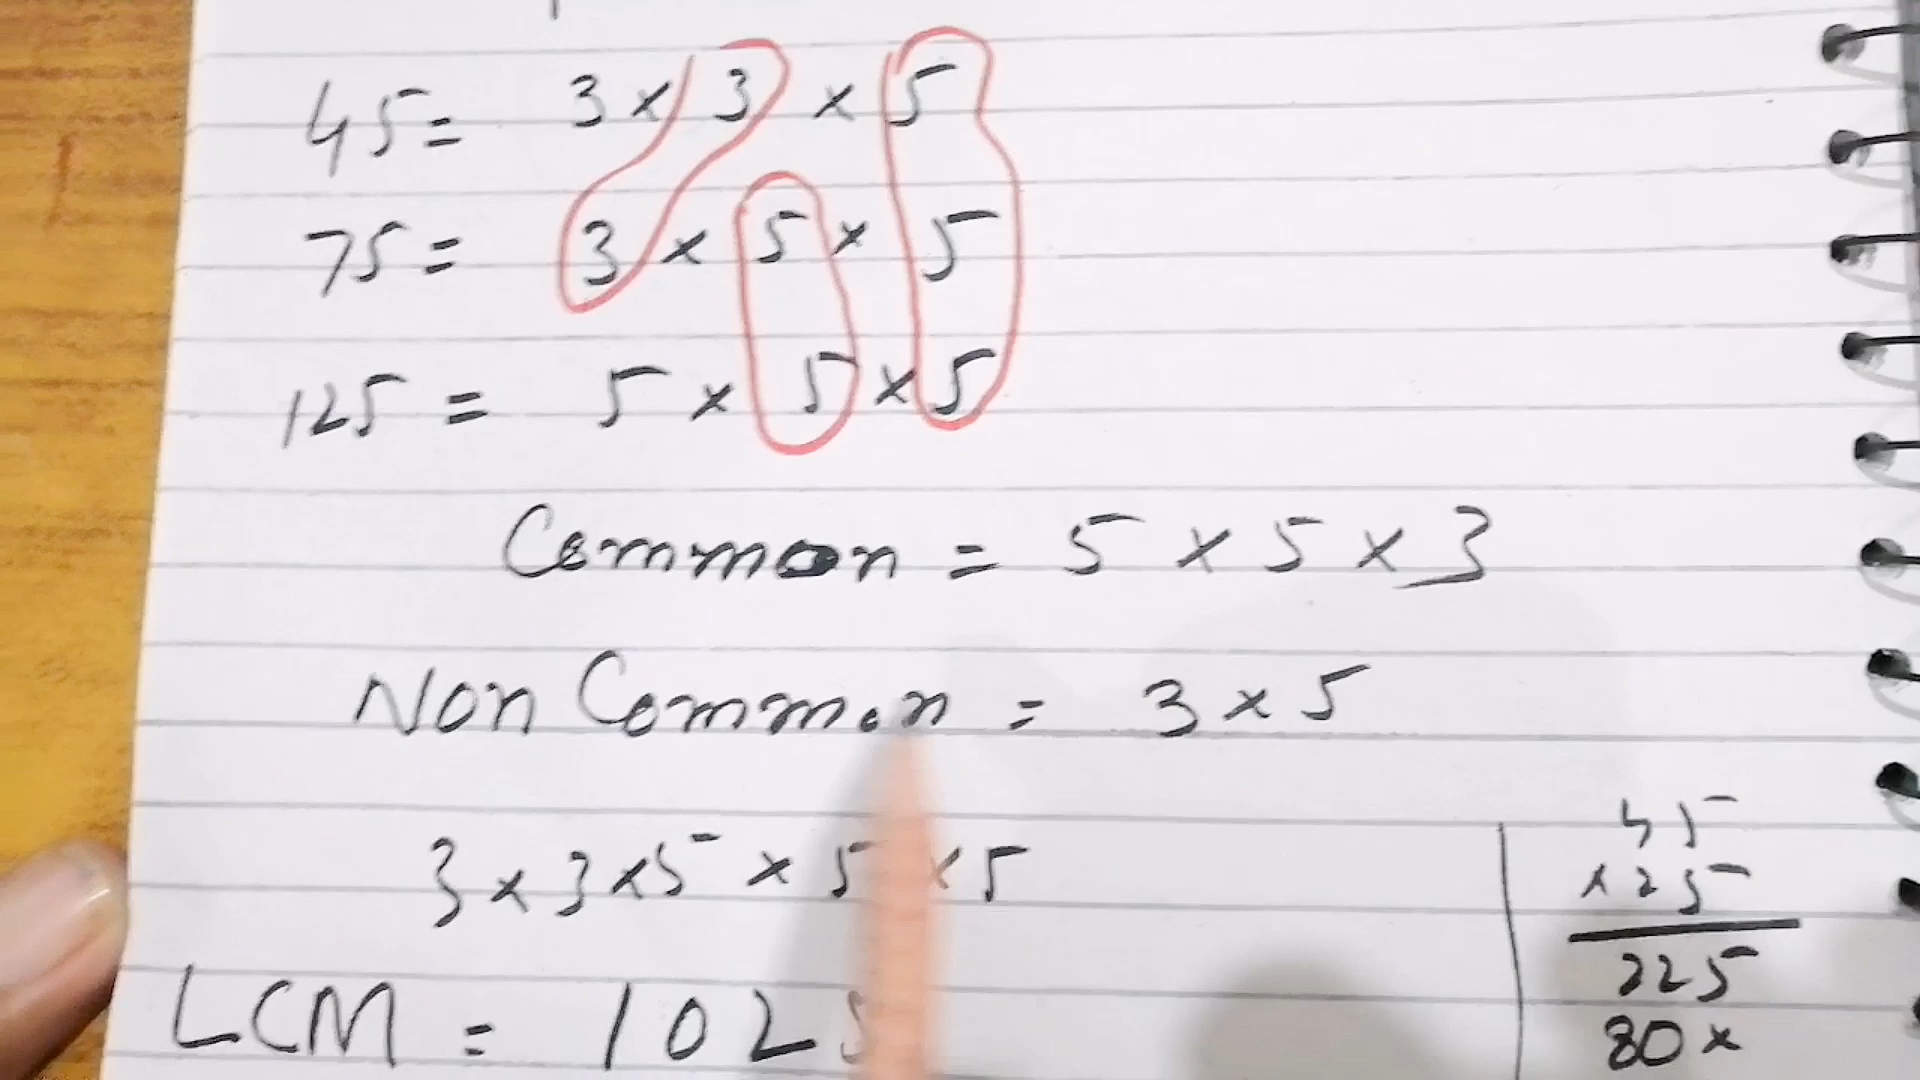 45 = 3 × 3 × 5
75 = 3 × 5 × 5
125 = 5 × 5 × 5
Common = 5 × 5 × 3
Non Common = 3 × 5
3 × 3 × 5 × 5 × 5
LCM = 1025
45
× 25
225
80 ×